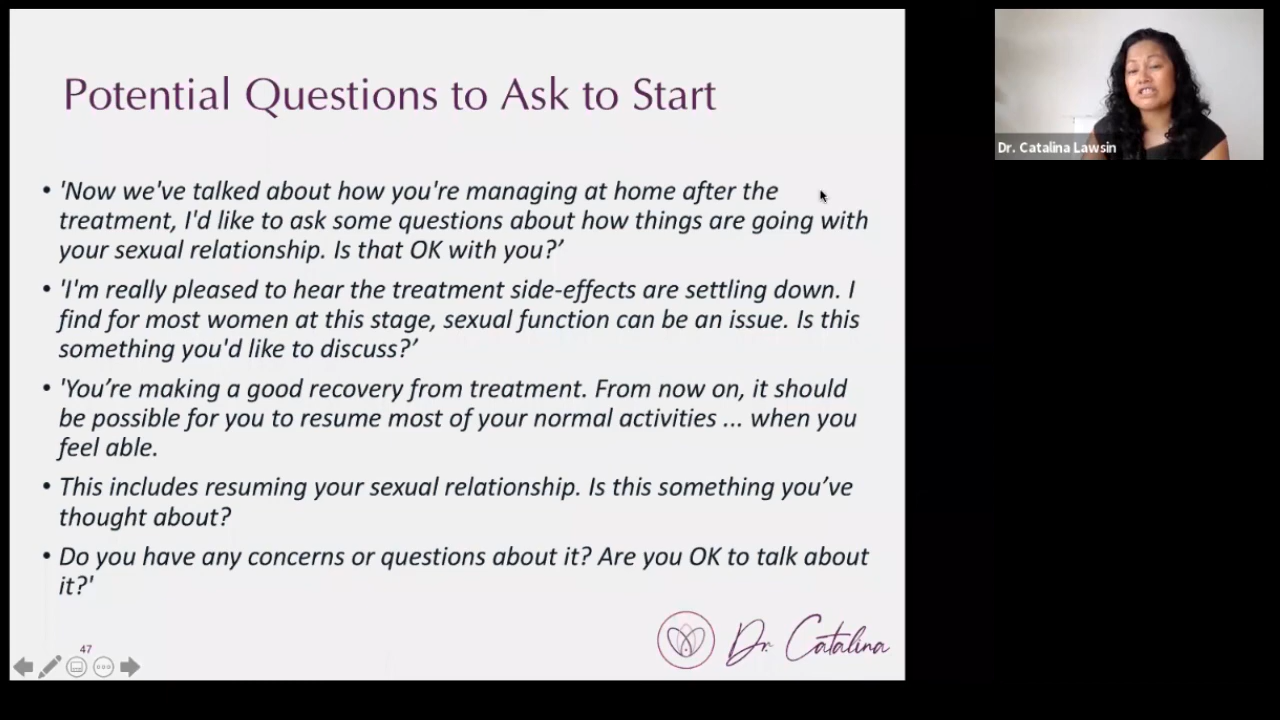 Potential Questions to Ask to Start
• 'Now we've talked about how you're managing at home after the
treatment, I'd like to ask some questions about how things are going with
your sexual relationship. Is that OK with you?’
• 'I'm really pleased to hear the treatment side-effects are settling down. I
find for most women at this stage, sexual function can be an issue. Is this
something you'd like to discuss?’
• 'You’re making a good recovery from treatment. From now on, it should
be possible for you to resume most of your normal activities ... when you
feel able.
• This includes resuming your sexual relationship. Is this something you’ve
thought about?
• Do you have any concerns or questions about it? Are you OK to talk about
it?'
47
Dr. Catalina
Dr. Catalina Lawsin